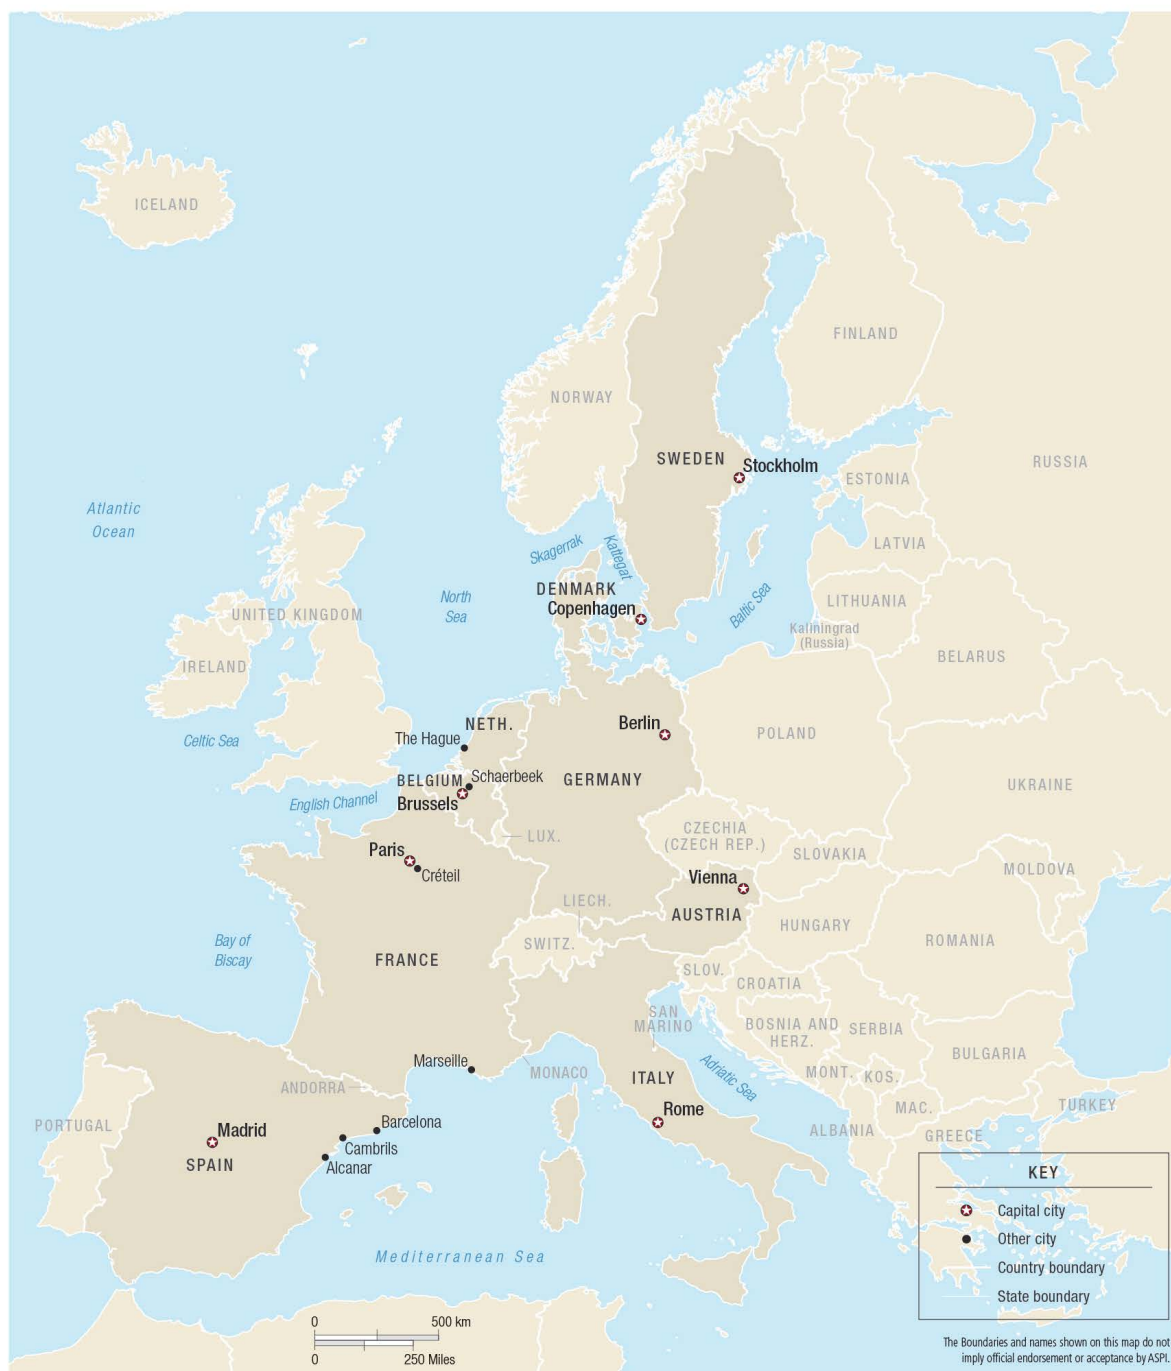 ICELAND
FINLAND
NORWAY
SWEDEN
Stockholm
RUSSIA
ESTONIA
Atlantic
Ocean
Skagerrak
Kattegat
LATVIA
DENMARK
Copenhagen
North
Sea
Baltic Sea
LITHUANIA
UNITED KINGDOM
Kaliningrad
(Russia)
IRELAND
BELARUS
NETH.
Berlin
The Hague
Celtic Sea
POLAND
BELGIUM
Schaerbeek
GERMANY
UKRAINE
English Channel
Brussels
LUX.
CZECHIA
(CZECH REP.)
SLOVAKIA
Paris
Créteil
MOLDOVA
Vienna
LIECH.
AUSTRIA
HUNGARY
Bay of
Biscay
SWITZ.
ROMANIA
FRANCE
SLOV.
CROATIA
SAN
MARINO
BOSNIA AND
HERZ.
SERBIA
BULGARIA
Marseille
MONACO
ITALY
Adriatic Sea
MONT.
KOS.
ANDORRA
Rome
MAC.
TURKEY
PORTUGAL
Madrid
Barcelona
Cambrils
Alcanar
SPAIN
ALBANIA
GREECE
KEY
Capital city
Other city
Country boundary
State boundary
Mediterranean Sea
0 500 km
0 250 Miles
The Boundaries and names shown on this map do not
imply official endorsement or acceptance by ASPI.